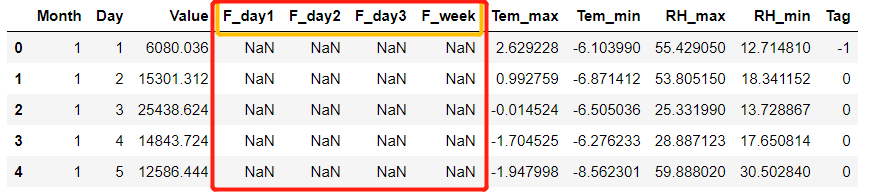 Month Day Value F_day1 F_day2 F_day3 F_week Tem_max Tem_min RH_max RH_min Tag
0 1 1 6080.036 NaN NaN NaN NaN 2.629228 -6.103990 55.429050 12.714810 -1
1 1 2 15301.312 NaN NaN NaN NaN 0.992759 -6.871412 53.805150 18.341152 0
2 1 3 25438.624 NaN NaN NaN NaN -0.014524 -6.505036 25.331990 13.728867 0
3 1 4 14843.724 NaN NaN NaN NaN -1.704525 -6.276233 28.887123 17.650814 0
4 1 5 12586.444 NaN NaN NaN NaN -1.947998 -8.562301 59.888020 30.502840 0